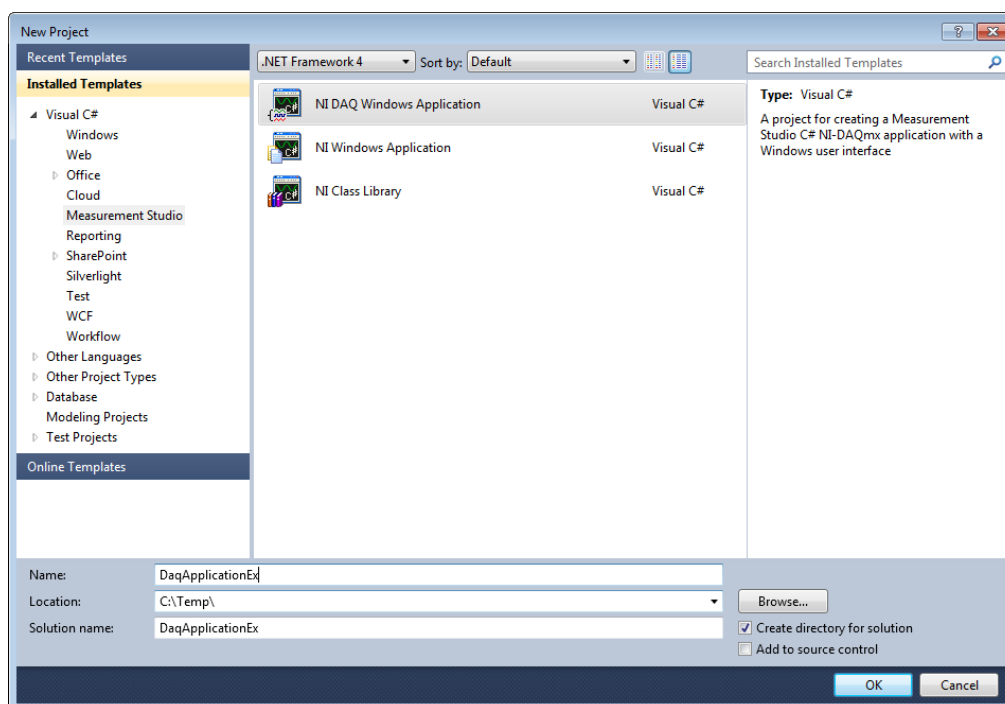 New Project
Recent Templates
Installed Templates
Visual C#
Windows
Web
Office
Cloud
Measurement Studio
Reporting
SharePoint
Silverlight
Test
WCF
Workflow
Other Languages
Other Project Types
Database
Modeling Projects
Test Projects
Online Templates
.NET Framework 4
Sort by: Default
NI DAQ Windows Application Visual C#
NI Windows Application Visual C#
NI Class Library Visual C#
Search Installed Templates
Type: Visual C#
A project for creating a Measurement
Studio C# NI-DAQmx application with a
Windows user interface
Name: DaqApplicationEx
Location: C:\Temp\
Browse...
Solution name: DaqApplicationEx
Create directory for solution
Add to source control
OK
Cancel